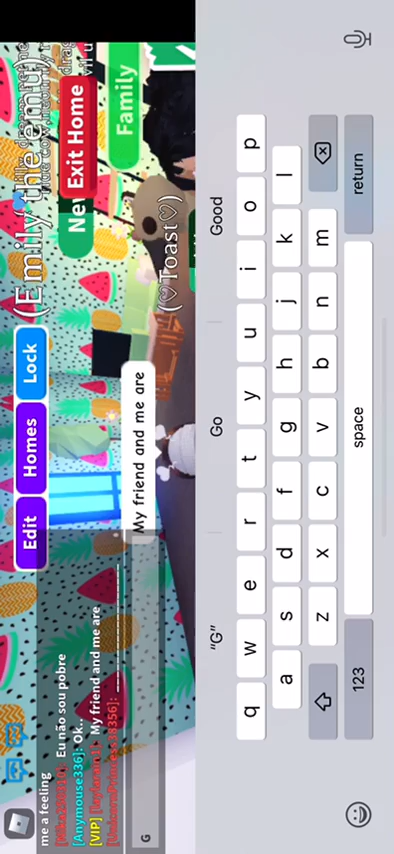 Edit
Homes
Lock
Exit Home
Family
(E mily the emu)
(♡Toast♡)
My friend and me are
me a feeling
Eu não sou pobre
[Anymouse336]: Ok..
[VIP] My friend and me are
G
“G”
Go
Good
q w e r t y u i o p
a s d f g h j k l
z x c v b n m
123
space
return